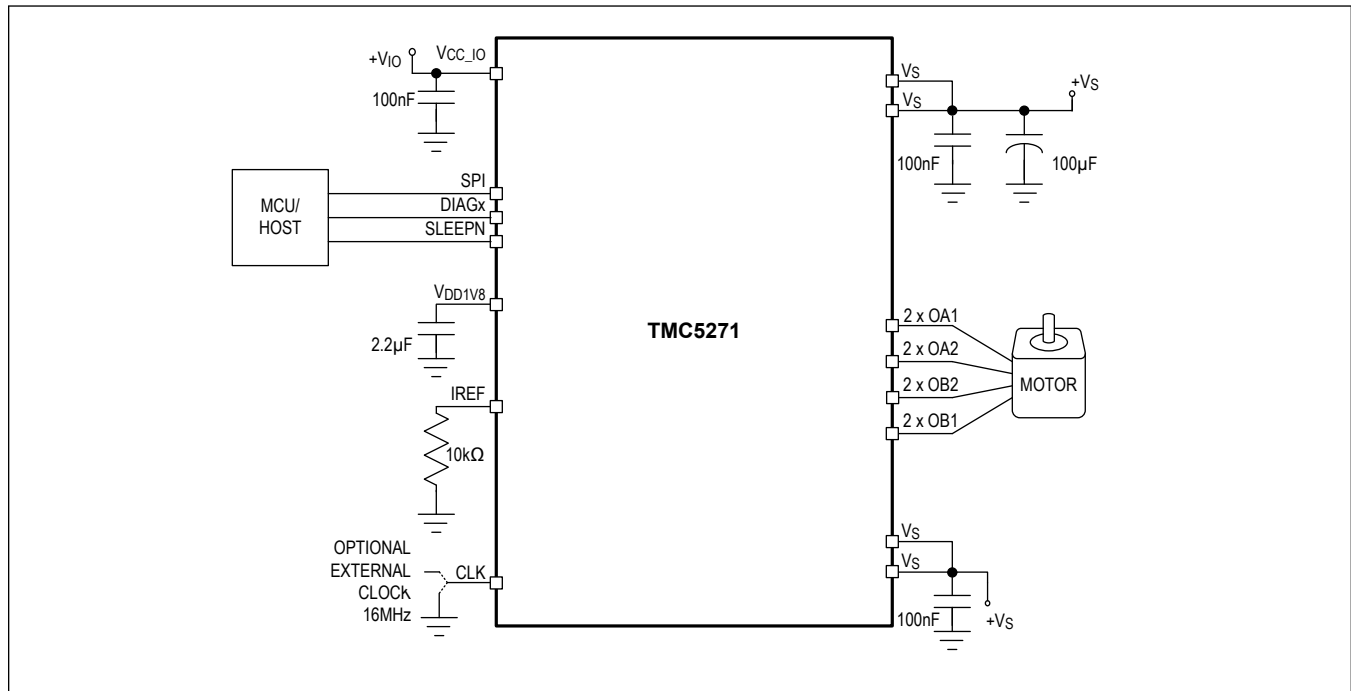 +VIO
VCC_IO
100nF
MCU/
HOST
SPI
DIAGx
SLEEPN
VDD1V8
2.2µF
IREF
10kΩ
OPTIONAL
EXTERNAL
CLOCK
16MHz
CLK
TMC5271
VS
VS
+VS
100nF
100µF
2 x OA1
2 x OA2
2 x OB2
2 x OB1
MOTOR
VS
VS
100nF
+VS